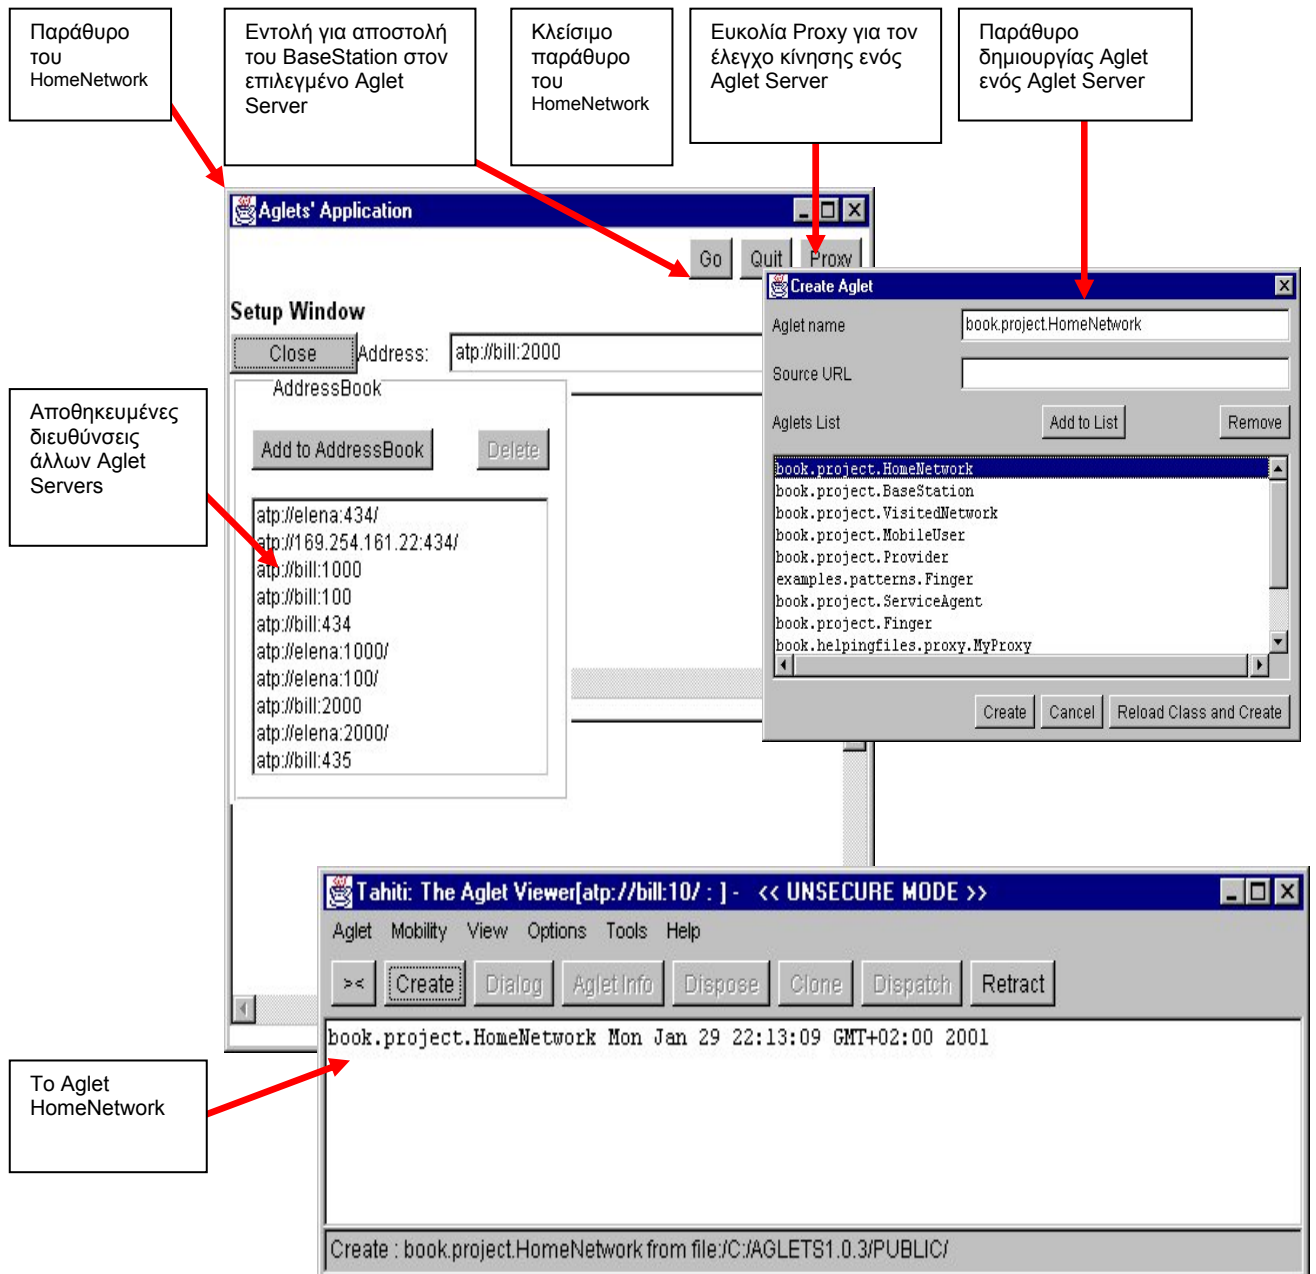 Παράθυρο
του
HomeNetwork
Εντολή για αποστολή
του BaseStation στον
επιλεγμένο Aglet
Server
Κλείσιμο
παράθυρο
του
HomeNetwork
Ευκολία Proxy για τον
έλεγχο κίνησης ενός
Aglet Server
Παράθυρο
δημιουργίας Aglet
ενός Aglet Server
Aglets' Application
Go Quit Proxy
Setup Window
Close Address: atp://bill:2000
AddressBook
Add to AddressBook Delete
atp://elena:434/
atp://169.254.161.22:434/
atp://bill:1000
atp://bill:100
atp://bill:434
atp://elena:1000/
atp://elena:100/
atp://bill:2000
atp://elena:2000/
atp://bill:435
Αποθηκευμένες
διευθύνσεις
άλλων Aglet
Servers
Create Aglet
Aglet name book.project.HomeNetwork
Source URL
Aglets List Add to List Remove
book.project.HomeNetwork
book.project.BaseStation
book.project.VisitedNetwork
book.project.MobileUser
book.project.Provider
examples.patterns.Finger
book.project.ServiceAgent
book.project.Finger
book.helpingfiles.proxy.MyProxy
Create Cancel Reload Class and Create
Tahiti: The Aglet Viewer[atp://bill:10/ : ] - << UNSECURE MODE >>
Aglet Mobility View Options Tools Help
>< Create Dialog Aglet Info Dispose Clone Dispatch Retract
book.project.HomeNetwork Mon Jan 29 22:13:09 GMT+02:00 2001
Το Aglet
HomeNetwork
Create : book.project.HomeNetwork from file:/C:/AGLETS1.0.3/PUBLIC/